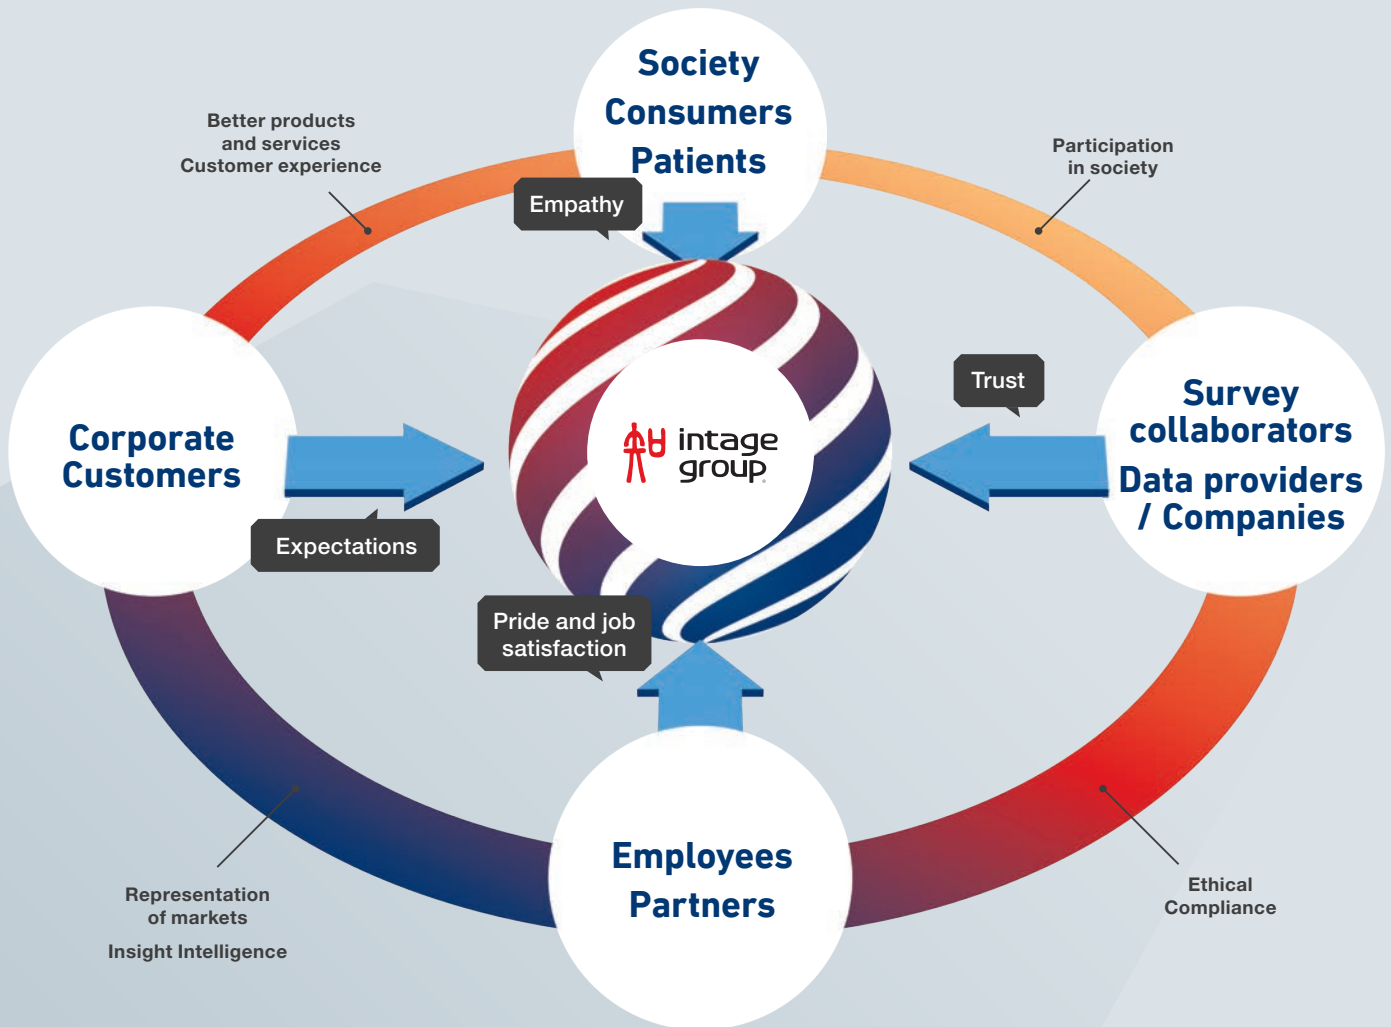 Society
Consumers
Patients
Better products
and services
Customer experience
Participation
in society
Empathy
Trust
Corporate
Customers
intage
group
Survey
collaborators
Data providers
/ Companies
Expectations
Pride and job
satisfaction
Employees
Partners
Representation
of markets
Insight Intelligence
Ethical
Compliance